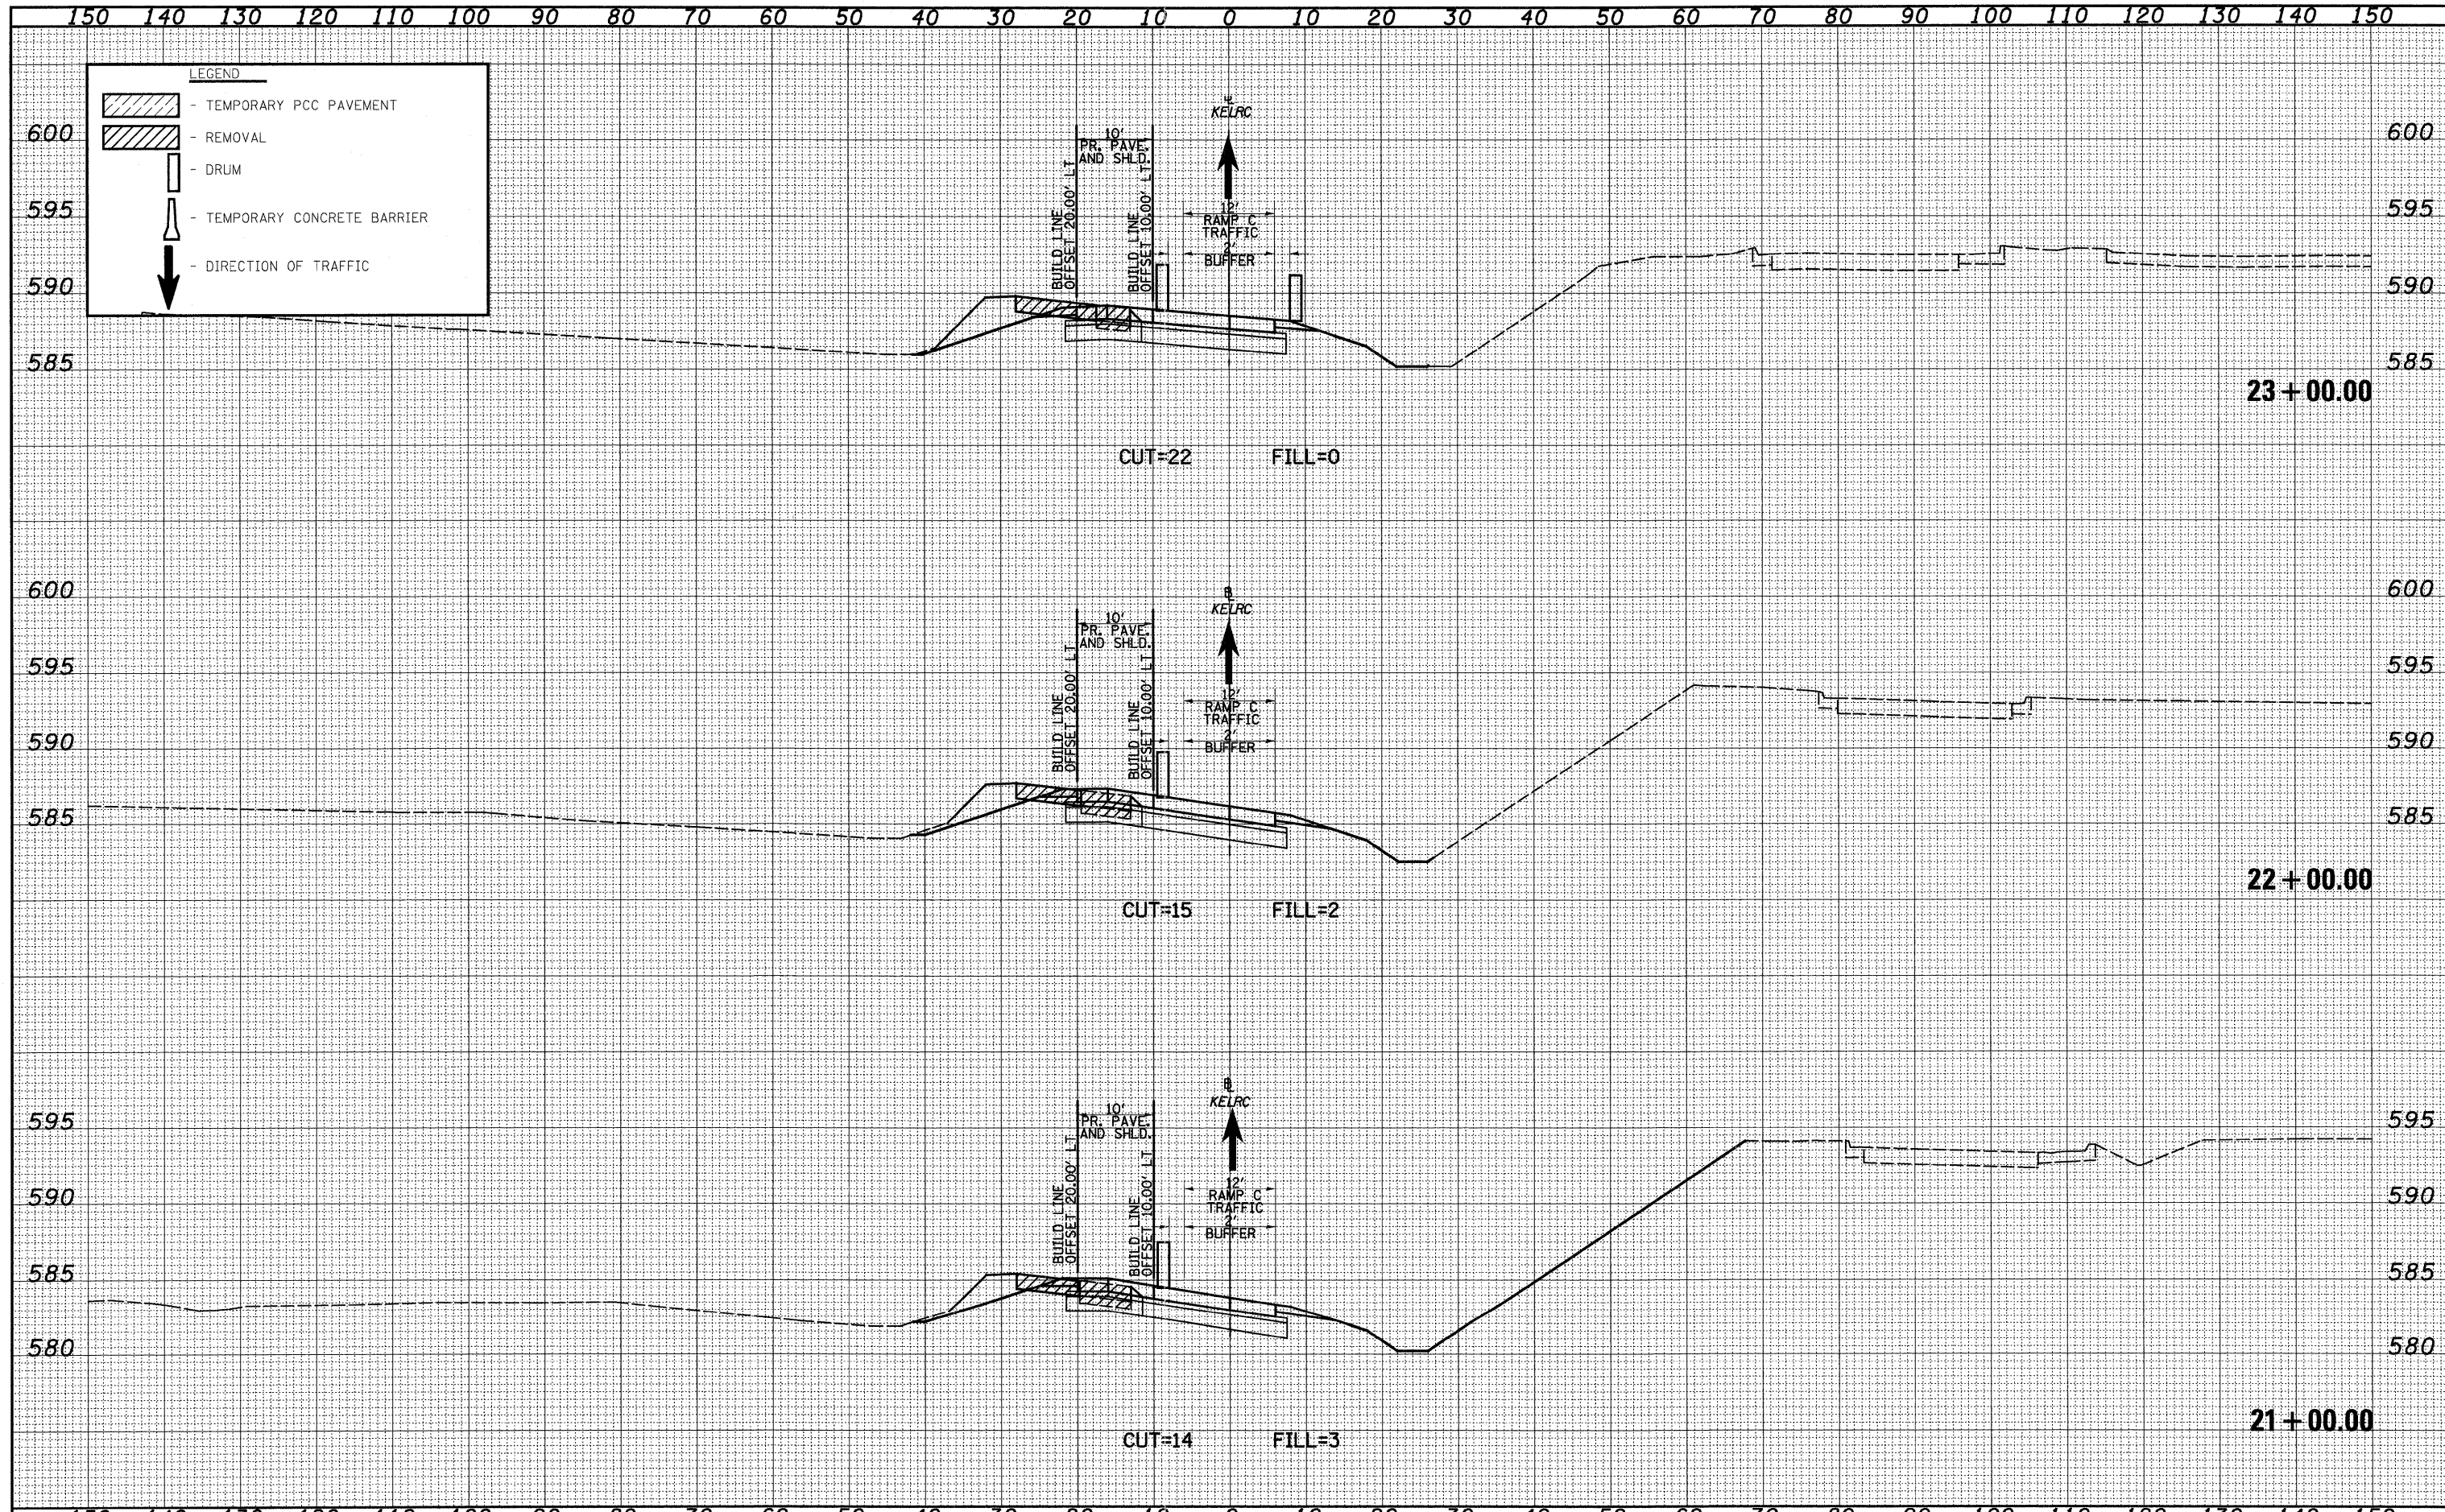 150 140 130 120 110 100 90 80 70 60 50 40 30 20 10 0 10 20 30 40 50 60 70 80 90 100 110 120 130 140 150
LEGEND
- TEMPORARY PCC PAVEMENT
- REMOVAL
- DRUM
- TEMPORARY CONCRETE BARRIER
- DIRECTION OF TRAFFIC
℄
KELRC
600 600
10'
PR. PAVE.
AND SHLD.
BUILD LINE
OFFSET 20.00' LT
BUILD LINE
OFFSET 10.00' LT
595 595
12'
RAMP C
TRAFFIC
2'
BUFFER
590 590
585 585
23+00.00
CUT=22 FILL=0
600 600
KELRC
10'
PR. PAVE.
AND SHLD.
BUILD LINE
OFFSET 20.00' LT
BUILD LINE
OFFSET 10.00' LT
595 595
12'
RAMP C
TRAFFIC
2'
BUFFER
590 590
585 585
22+00.00
CUT=15 FILL=2
KELRC
595 595
10'
PR. PAVE.
AND SHLD.
BUILD LINE
OFFSET 20.00' LT
BUILD LINE
OFFSET 10.00' LT
12'
RAMP C
TRAFFIC
2'
BUFFER
590 590
585 585
580 580
21+00.00
CUT=14 FILL=3